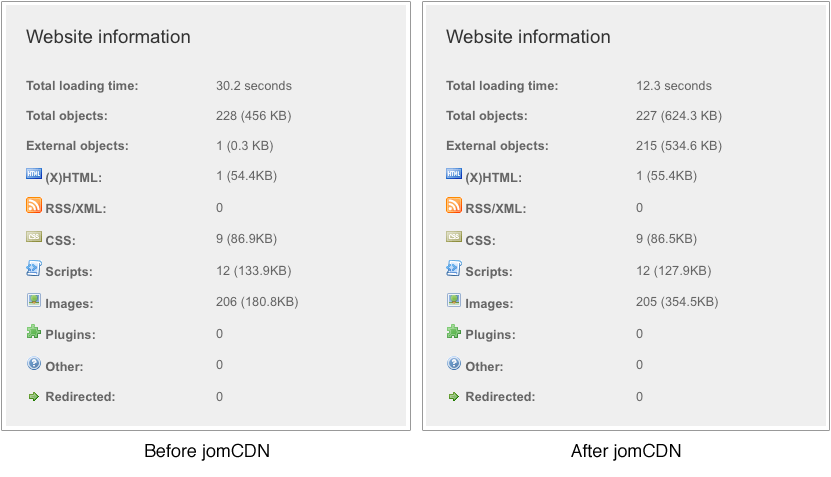 Website information
Total loading time: 30.2 seconds
Total objects: 228 (456 KB)
External objects: 1 (0.3 KB)
HTML (X)HTML: 1 (54.4KB)
RSS/XML: 0
CSS CSS: 9 (86.9KB)
Scripts: 12 (133.9KB)
Images: 206 (180.8KB)
Plugins: 0
Other: 0
Redirected: 0
Before jomCDN
Website information
Total loading time: 12.3 seconds
Total objects: 227 (624.3 KB)
External objects: 215 (534.6 KB)
HTML (X)HTML: 1 (55.4KB)
RSS/XML: 0
CSS CSS: 9 (86.5KB)
Scripts: 12 (127.9KB)
Images: 205 (354.5KB)
Plugins: 0
Other: 0
Redirected: 0
After jomCDN